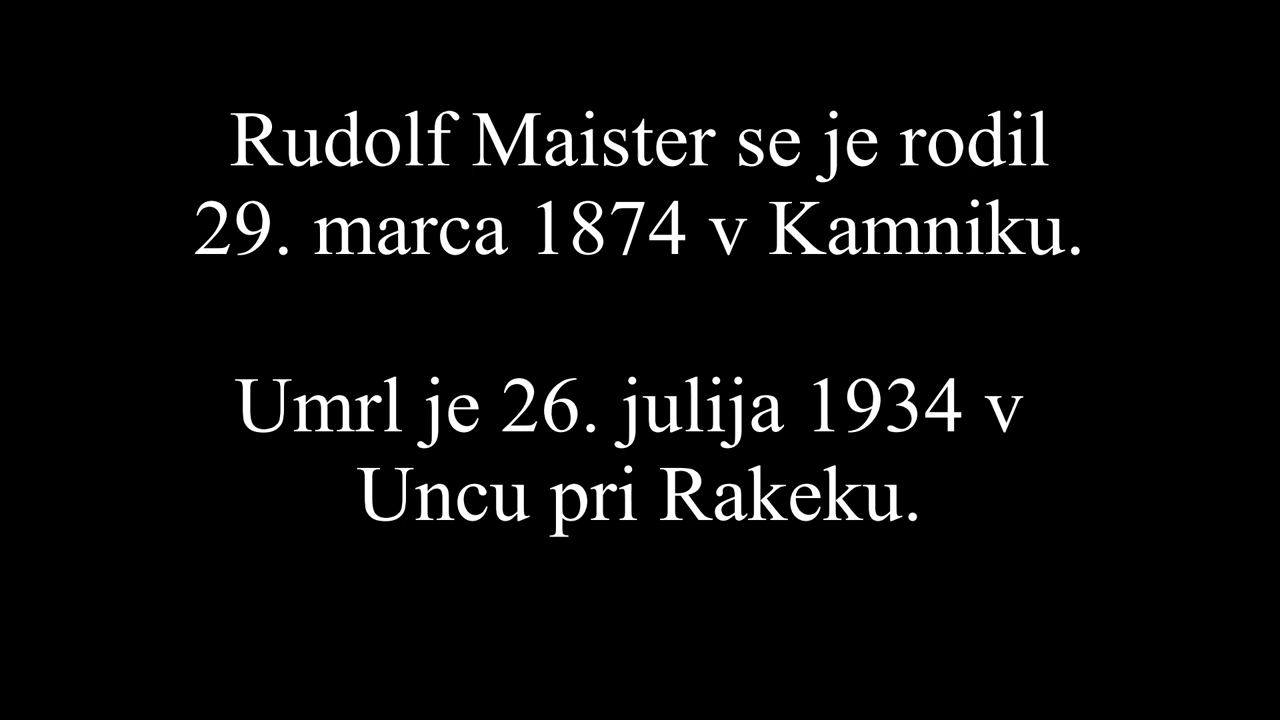 Rudolf Maister se je rodil
29. marca 1874 v Kamniku.
Umrl je 26. julija 1934 v
Uncu pri Rakeku.